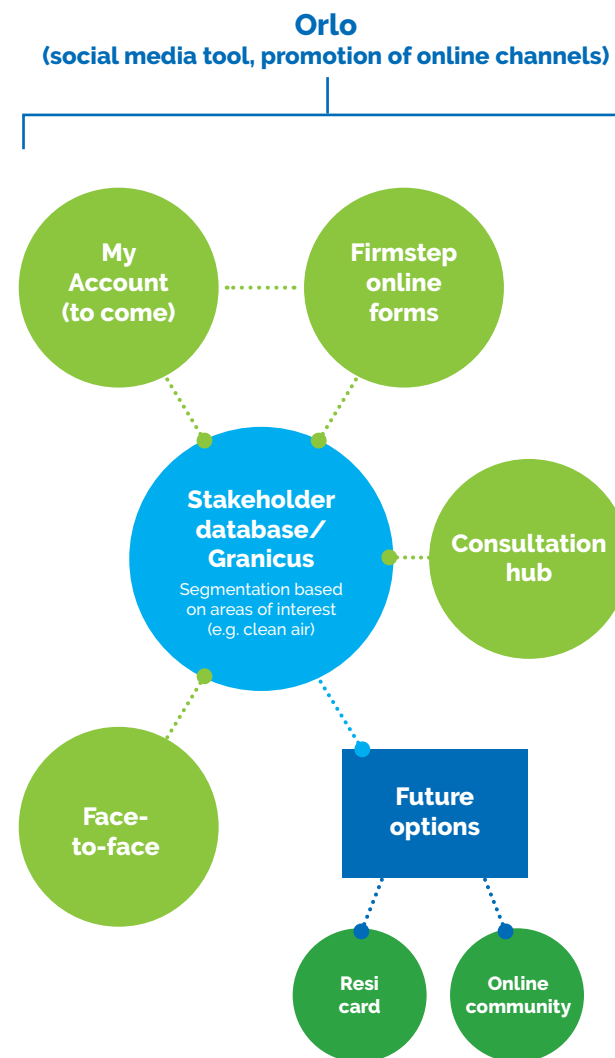 Orlo
(social media tool, promotion of online channels)
My
Account
(to come)
Firmstep
online
forms
Stakeholder
database/
Granicus
Segmentation based
on areas of interest
(e.g. clean air)
Consultation
hub
Face-
to-face
Future
options
Resi
card
Online
community